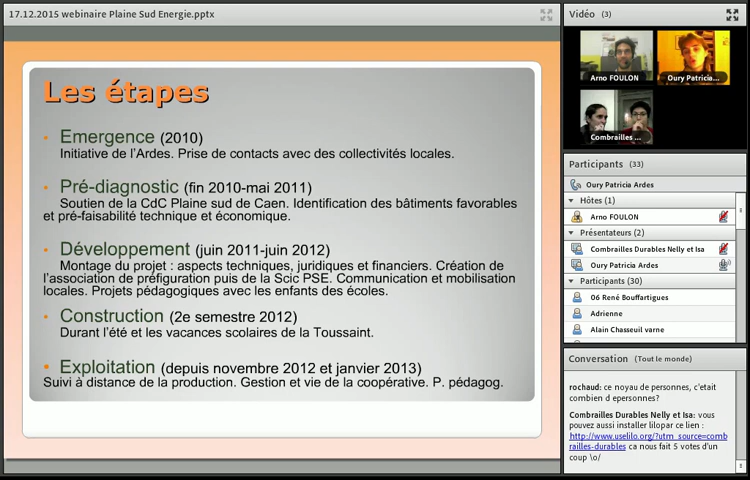 17.12.2015 webinaire Plaine Sud Energie.pptx
Les étapes
• Emergence (2010)
Initiative de l'Ardes. Prise de contacts avec des collectivités locales.
• Pré-diagnostic (fin 2010-mai 2011)
Soutien de la CdC Plaine sud de Caen. Identification des bâtiments favorables
et pré-faisabilité technique et économique.
• Développement (juin 2011-juin 2012)
Montage du projet : aspects techniques, juridiques et financiers. Création de
l'association de préfiguration puis de la Scic PSE. Communication et mobilisation
locales. Projets pédagogiques avec les enfants des écoles.
• Construction (2e semestre 2012)
Durant l'été et les vacances scolaires de la Toussaint.
• Exploitation (depuis novembre 2012 et janvier 2013)
Suivi à distance de la production. Gestion et vie de la coopérative. P. pédagog.
Vidéo (3)
Arno FOULON
Oury Patricia...
Combrailles ...
Participants (33)
Oury Patricia Ardes
Hôtes (1)
Arno FOULON
Présentateurs (2)
Combrailles Durables Nelly et Isa
Oury Patricia Ardes
Participants (30)
06 René Bouffartigues
Adrienne
Alain Chasseuil varne
Conversation (Tout le monde)
rochaud: ce noyau de personnes, c'etait
combien d epersonnes?
Combrailles Durables Nelly et Isa: vous
pouvez aussi installer lilopar ce lien :
http://www.uselilo.org/?utm_source=comb
railles-durables ca nous fait 5 votes d'un
coup \o/